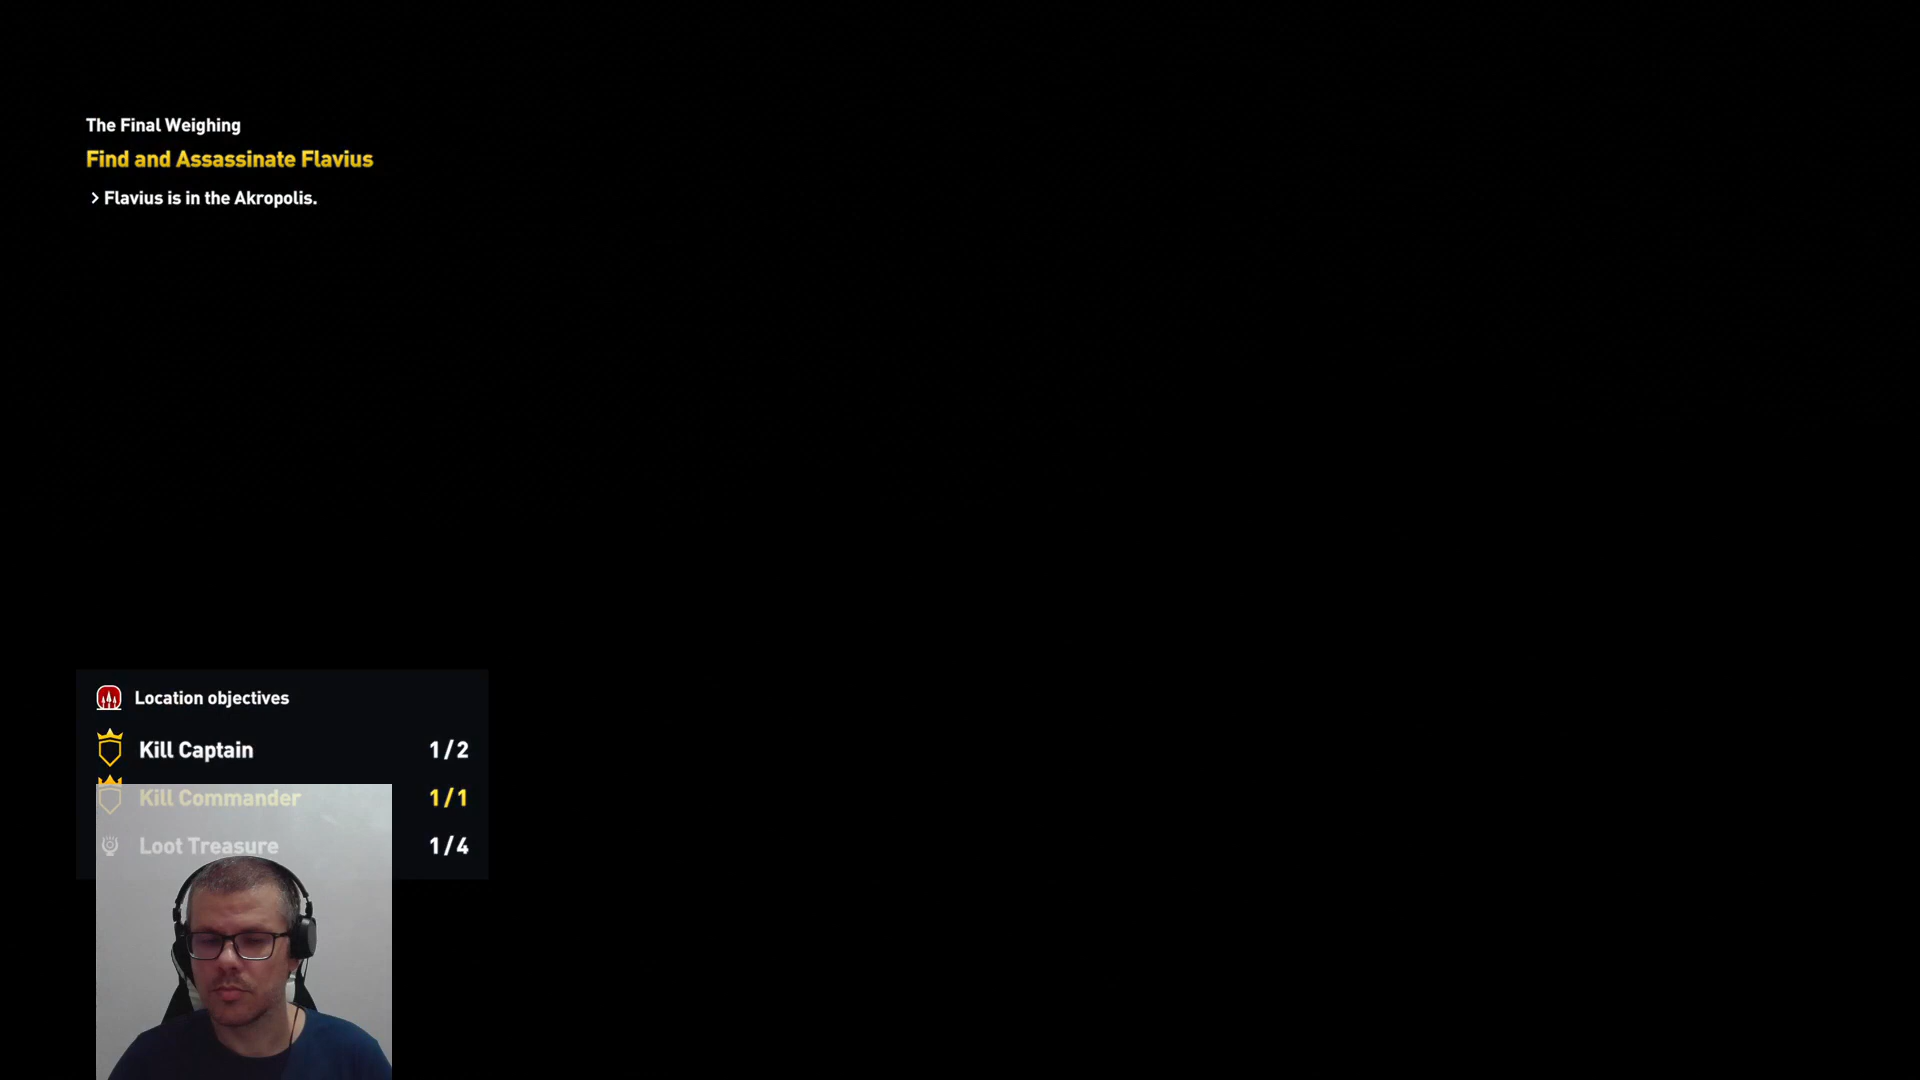 The Final Weighing
Find and Assassinate Flavius
> Flavius is in the Akropolis.
Location objectives
Kill Captain 1/2
Kill Commander 1/1
Loot Treasure 1/4